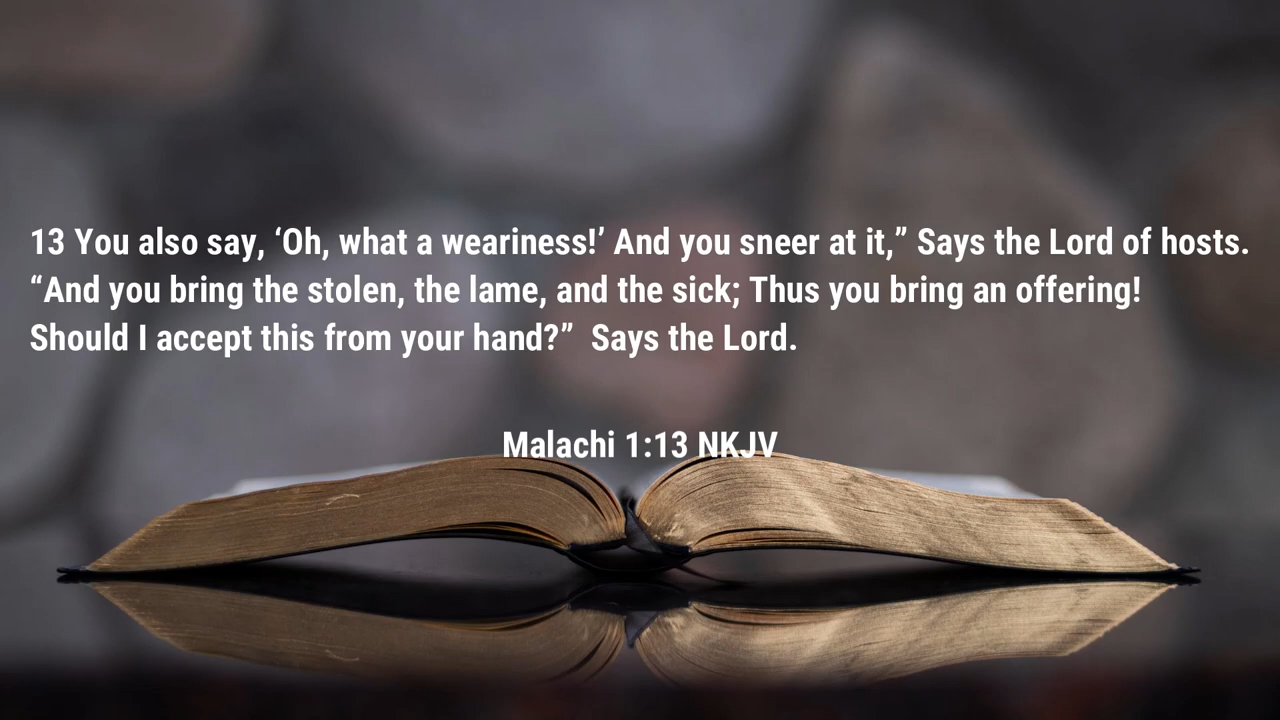 13 You also say, ‘Oh, what a weariness!’ And you sneer at it,” Says the Lord of hosts.
“And you bring the stolen, the lame, and the sick; Thus you bring an offering!
Should I accept this from your hand?”  Says the Lord.
Malachi 1:13 NKJV